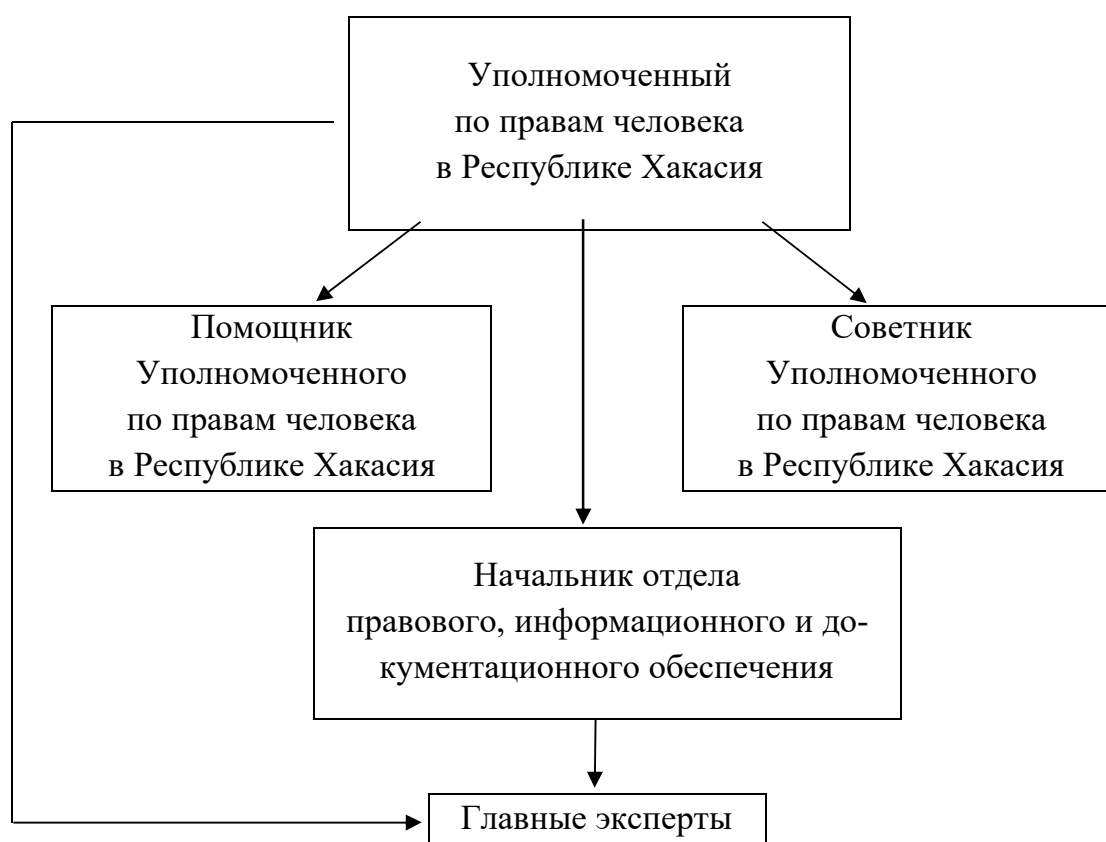 Уполномоченный
по правам человека
в Республике Хакасия
Помощник
Уполномоченного
по правам человека
в Республике Хакасия
Советник
Уполномоченного
по правам человека
в Республике Хакасия
Начальник отдела
правового, информационного и до-
кументационного обеспечения
Главные эксперты